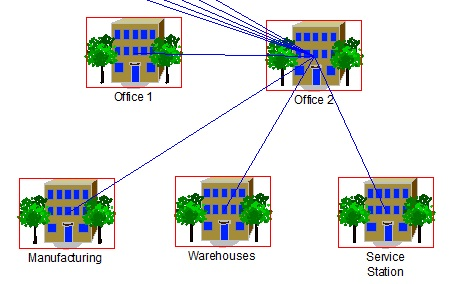 Office 1
Office 2
Manufacturing
Warehouses
Service
Station